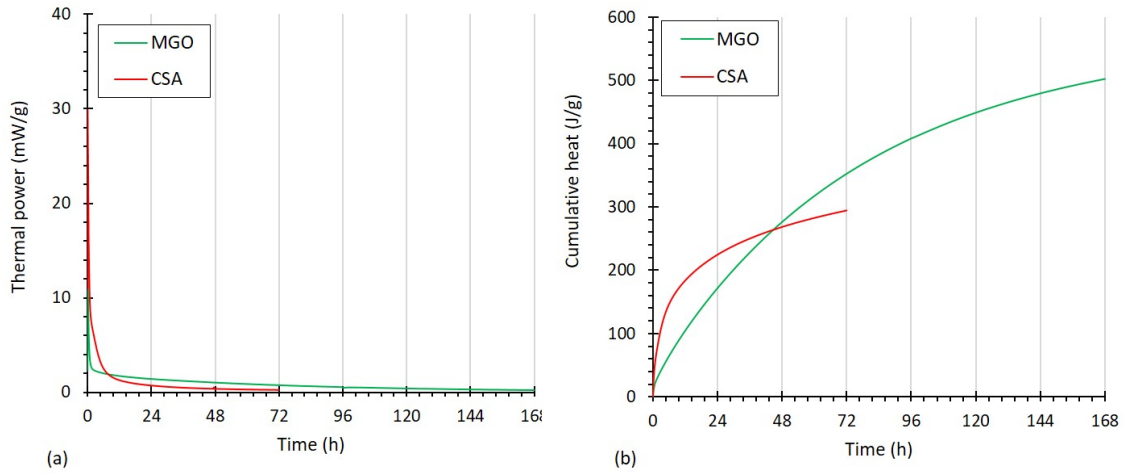 40
30
20
10
0
Thermal power (mW/g)
MGO
CSA
0 24 48 72 96 120 144 168
Time (h)
(a)
600
500
400
300
200
100
0
Cumulative heat (J/g)
MGO
CSA
0 24 48 72 96 120 144 168
Time (h)
(b)